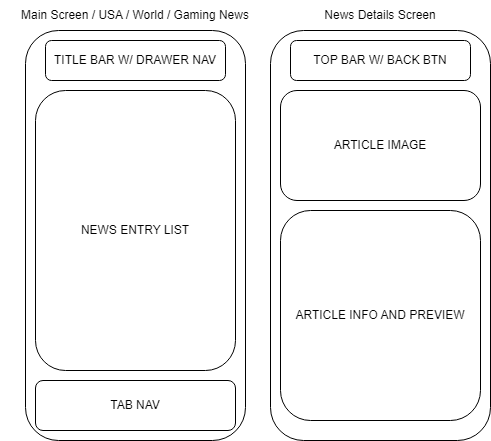 Main Screen / USA / World / Gaming News
TITLE BAR W/ DRAWER NAV
NEWS ENTRY LIST
TAB NAV
News Details Screen
TOP BAR W/ BACK BTN
ARTICLE IMAGE
ARTICLE INFO AND PREVIEW